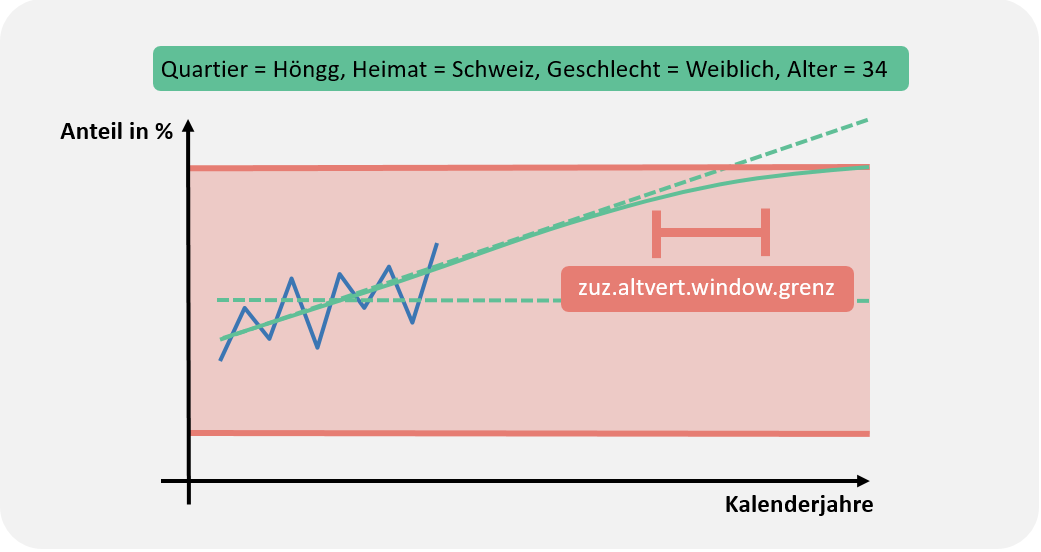 Quartier = Höngg, Heimat = Schweiz, Geschlecht = Weiblich, Alter = 34
Anteil in %
zuz.altvert.window.grenz
Kalenderjahre